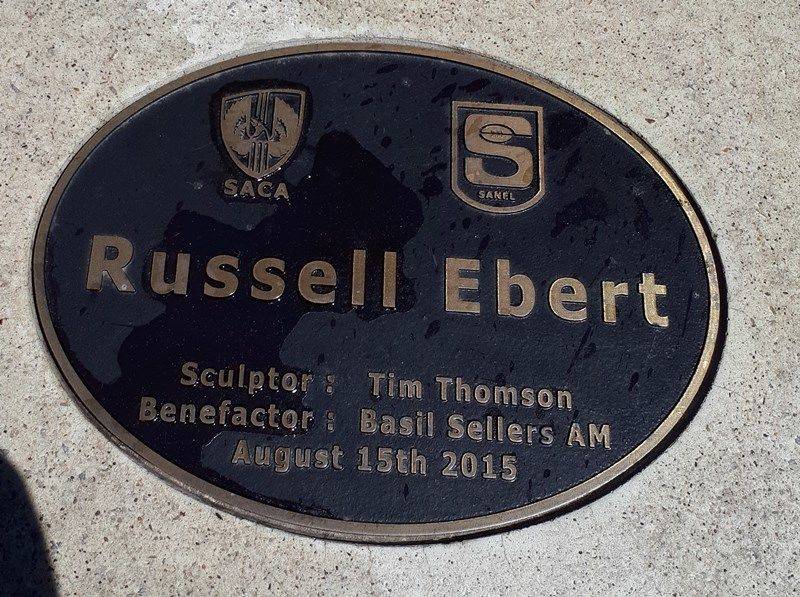 SACA
SANFL
Russell Ebert
Sculptor : Tim Thomson
Benefactor : Basil Sellers AM
August 15th 2015